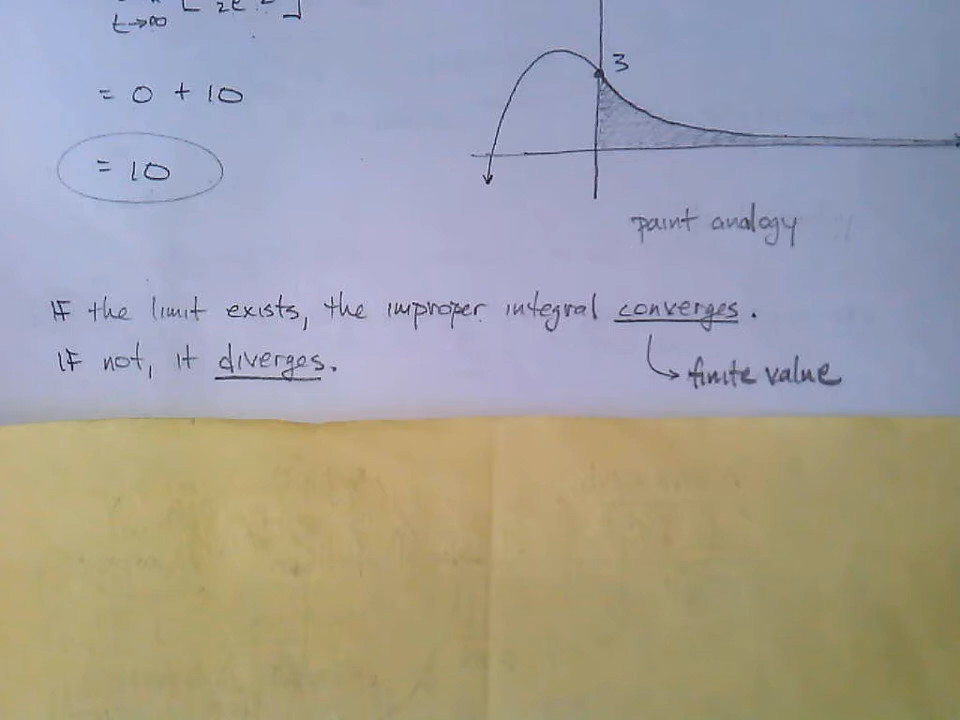 t→∞
3
= 0 + 10
= 10
paint analogy
If the limit exists, the improper integral converges.
If not, it diverges.
→ finite value